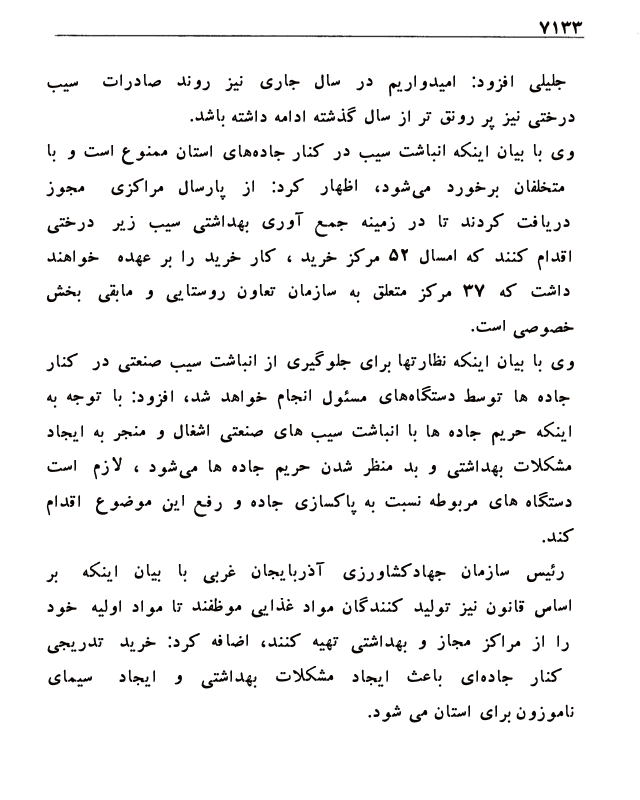 ۷۱۳۳
جلیلی افزود: امیدواریم در سال جاری نیز روند صادرات سیب
درختی نیز پر رونق تر از سال گذشته ادامه داشته باشد.
وی با بیان اینکه انباشت سیب در کنار جاده‌های استان ممنوع است و با
متخلفان برخورد می‌شود، اظهار کرد: از پارسال مراکزی مجوز
دریافت کردند تا در زمینه جمع آوری بهداشتی سیب زیر درختی
اقدام کنند که امسال ۵۲ مرکز خرید ، کار خرید را بر عهده خواهند
داشت که ۳۷ مرکز متعلق به سازمان تعاون روستایی و مابقی بخش
خصوصی است.
وی با بیان اینکه نظارتها برای جلوگیری از انباشت سیب صنعتی در کنار
جاده ها توسط دستگاه‌های مسئول انجام خواهد شد، افزود: با توجه به
اینکه حریم جاده ها با انباشت سیب های صنعتی اشغال و منجر به ایجاد
مشکلات بهداشتی و بد منظر شدن حریم جاده ها می‌شود ، لازم است
دستگاه های مربوطه نسبت به پاکسازی جاده و رفع این موضوع اقدام
کند.
رئیس سازمان جهادکشاورزی آذربایجان غربی با بیان اینکه بر
اساس قانون نیز تولید کنندگان مواد غذایی موظفند تا مواد اولیه خود
را از مراکز مجاز و بهداشتی تهیه کنند، اضافه کرد: خرید تدریجی
کنار جاده‌ای باعث ایجاد مشکلات بهداشتی و ایجاد سیمای
ناموزون برای استان می شود.